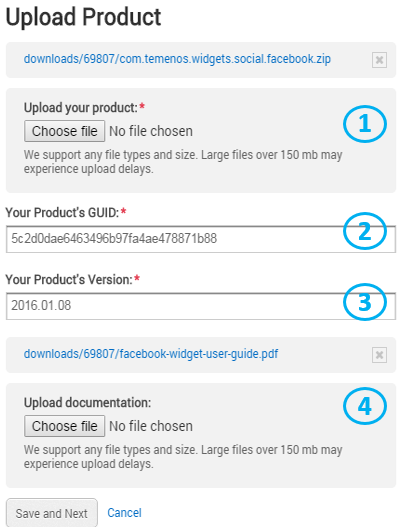 Upload Product
downloads/69807/com.temenos.widgets.social.facebook.zip
Upload your product:*
1
Choose file No file chosen
We support any file types and size. Large files over 150 mb may
experience upload delays.
Your Product's GUID:*
5c2d0dae6463496b97fa4ae478871b88
2
Your Product's Version:*
2016.01.08
3
downloads/69807/facebook-widget-user-guide.pdf
Upload documentation:
4
Choose file No file chosen
We support any file types and size. Large files over 150 mb may
experience upload delays.
Save and Next Cancel